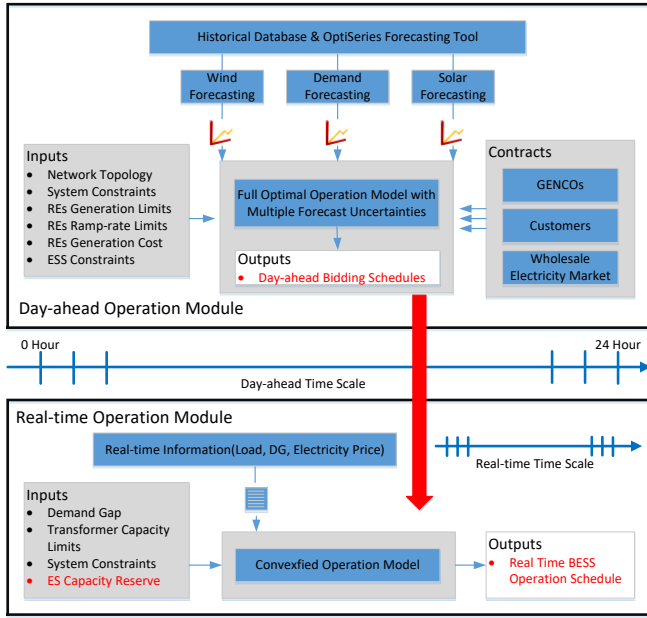 Historical Database & OptiSeries Forecasting Tool
Wind
Forecasting
Demand
Forecasting
Solar
Forecasting
Inputs
• Network Topology
• System Constraints
• REs Generation Limits
• REs Ramp-rate Limits
• REs Generation Cost
• ESS Constraints
Full Optimal Operation Model with
Multiple Forecast Uncertainties
Outputs
• Day-ahead Bidding Schedules
Contracts
GENCOs
Customers
Wholesale
Electricity Market
Day-ahead Operation Module
0 Hour
24 Hour
Day-ahead Time Scale
Real-time Operation Module
Real-time Information(Load, DG, Electricity Price)
Real-time Time Scale
Inputs
• Demand Gap
• Transformer Capacity
Limits
• System Constraints
• ES Capacity Reserve
Convexfied Operation Model
Outputs
• Real Time BESS
Operation Schedule